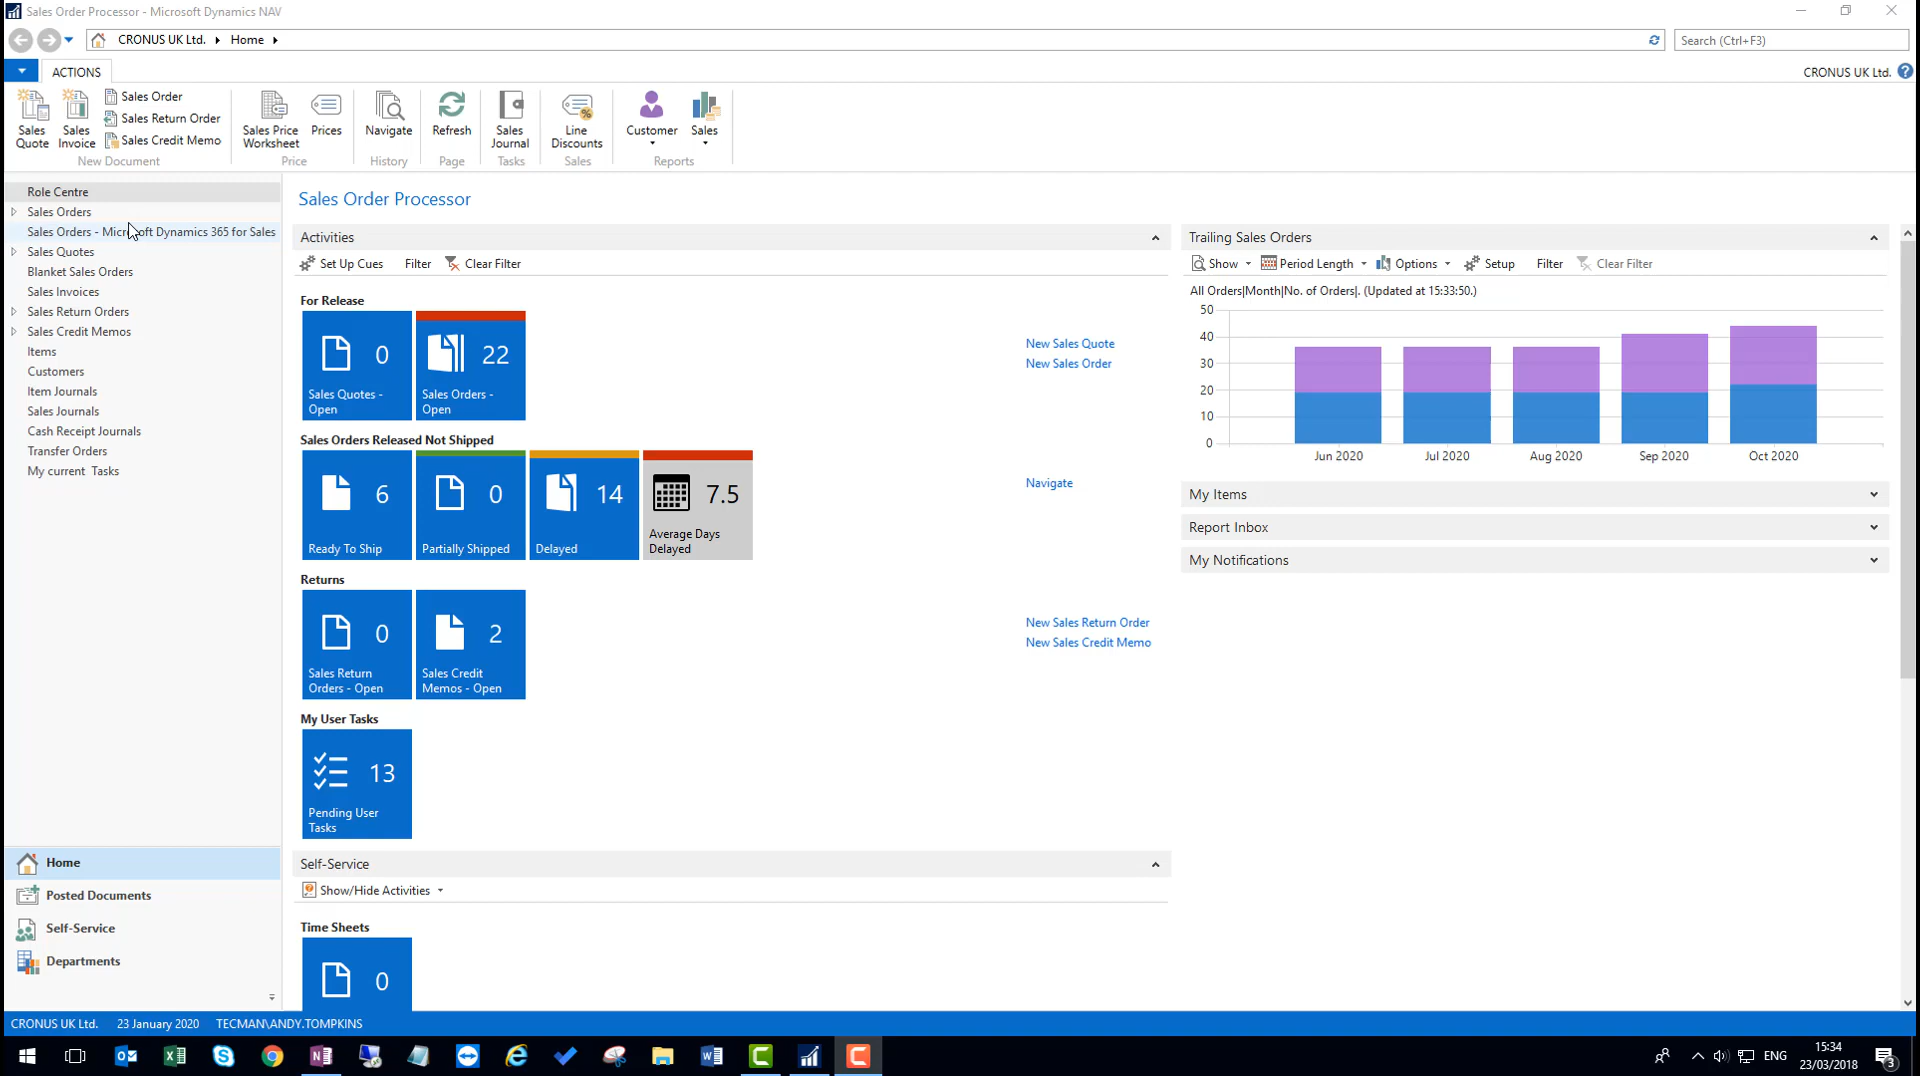 Sales Order Processor - Microsoft Dynamics NAV
CRONUS UK Ltd. Home
Search (Ctrl+F3)
ACTIONS
CRONUS UK Ltd.
Sales Quote
Sales Invoice
Sales Order
Sales Return Order
Sales Credit Memo
New Document
Sales Price Worksheet
Prices
Price
Navigate
History
Refresh
Page
Sales Journal
Tasks
Line Discounts
Sales
Customer
Sales
Reports
Role Centre
Sales Orders
Sales Orders - Microsoft Dynamics 365 for Sales
Sales Quotes
Blanket Sales Orders
Sales Invoices
Sales Return Orders
Sales Credit Memos
Items
Customers
Item Journals
Sales Journals
Cash Receipt Journals
Transfer Orders
My current Tasks
Home
Posted Documents
Self-Service
Departments
Sales Order Processor
Activities
Set Up Cues Filter Clear Filter
For Release
0
Sales Quotes -
Open
22
Sales Orders -
Open
New Sales Quote
New Sales Order
Sales Orders Released Not Shipped
6
Ready To Ship
0
Partially Shipped
14
Delayed
7.5
Average Days
Delayed
Navigate
Returns
0
Sales Return
Orders - Open
2
Sales Credit
Memos - Open
New Sales Return Order
New Sales Credit Memo
My User Tasks
13
Pending User
Tasks
Self-Service
Show/Hide Activities
Time Sheets
0
Trailing Sales Orders
Show Period Length Options Setup Filter Clear Filter
All Orders|Month|No. of Orders|. (Updated at 15:33:50.)
50
40
30
20
10
0
Jun 2020 Jul 2020 Aug 2020 Sep 2020 Oct 2020
My Items
Report Inbox
My Notifications
CRONUS UK Ltd. 23 January 2020 TECMAN\ANDY.TOMPKINS
ENG
15:34
23/03/2018
3